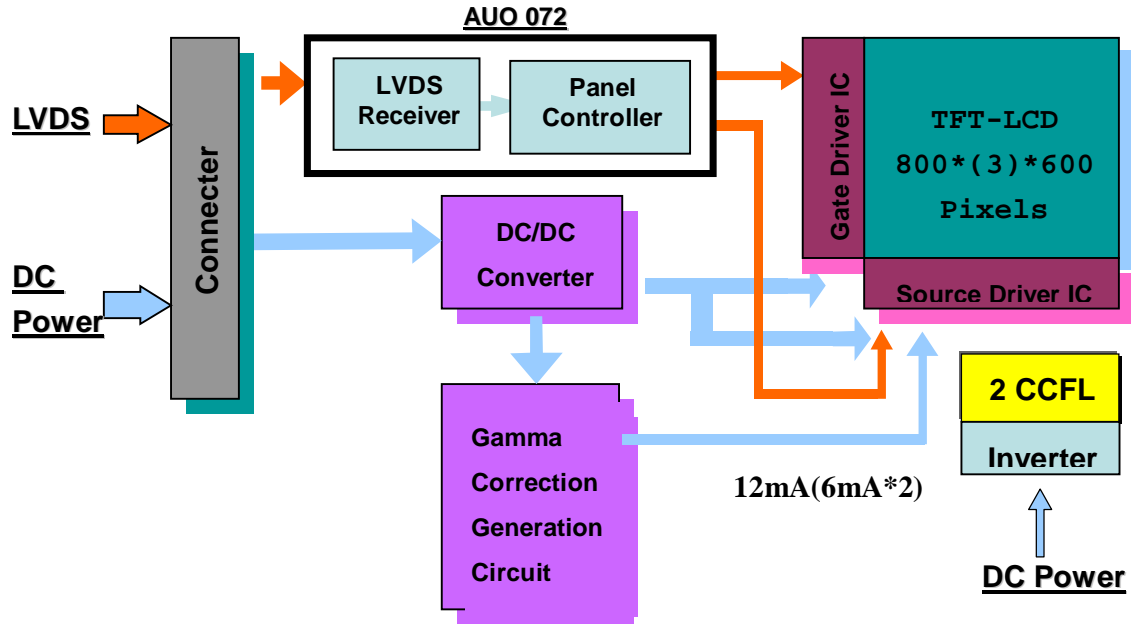 AUO 072
LVDS
Connecter
LVDS
Receiver
Panel
Controller
Gate Driver IC
TFT-LCD
800*(3)*600
Pixels
Source Driver IC
DC
Power
DC/DC
Converter
Gamma
Correction
Generation
Circuit
12mA(6mA*2)
2 CCFL
Inverter
DC Power